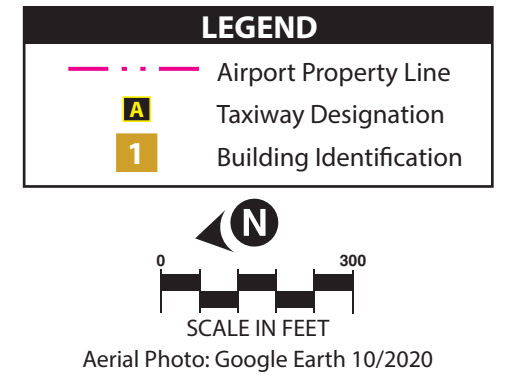 LEGEND
Airport Property Line
A Taxiway Designation
1 Building Identification
N
0 300
SCALE IN FEET
Aerial Photo: Google Earth 10/2020